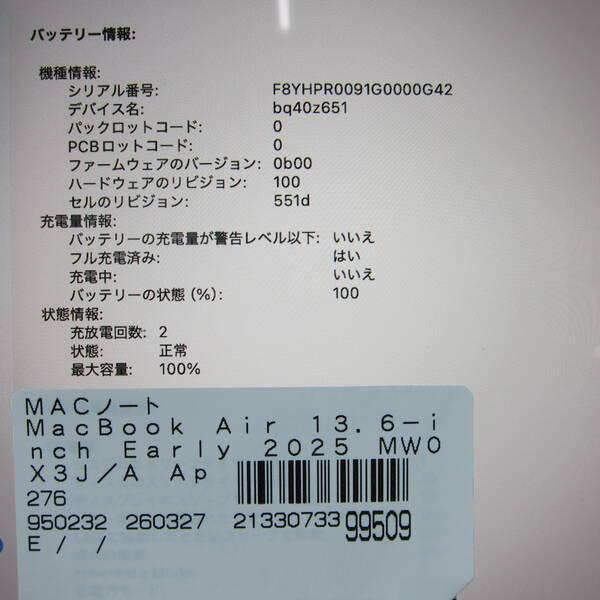 バッテリー情報:
機種情報:
シリアル番号: F8YHPR0091G0000G42
デバイス名: bq40z651
パックロットコード: 0
PCBロットコード: 0
ファームウェアのバージョン: 0b00
ハードウェアのリビジョン: 100
セルのリビジョン: 551d
充電量情報:
バッテリーの充電量が警告レベル以下: いいえ
フル充電済み: はい
充電中: いいえ
バッテリーの状態 (%): 100
状態情報:
充放電回数: 2
状態: 正常
最大容量: 100%
MACノート
MacBook Air 13.6-i
nch Early 2025 MW0
X3J/A Ap
276
950232 260327 21330733 99509
E / /